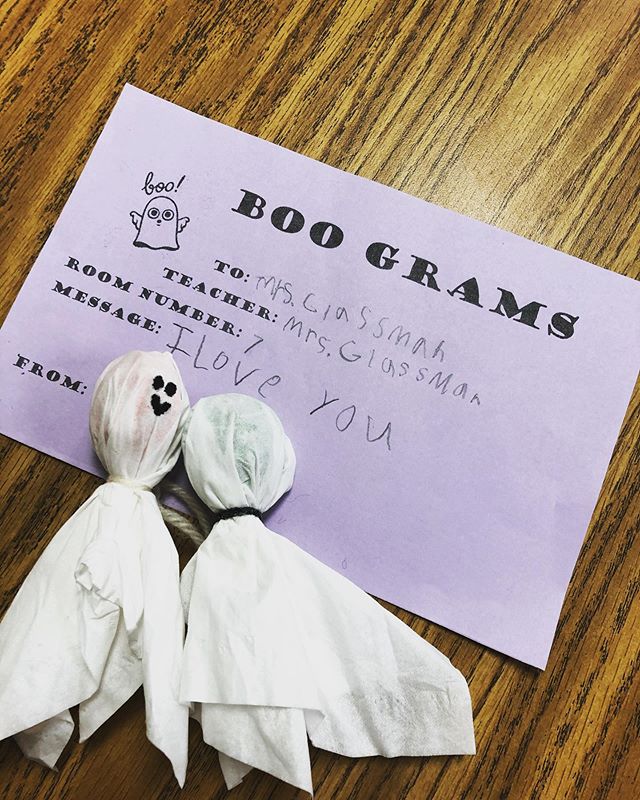 boo!
BOO GRAMS
TO: Mrs. Glassman
TEACHER: Mrs. Glassman
ROOM NUMBER: 7
MESSAGE: I Love you
FROM: